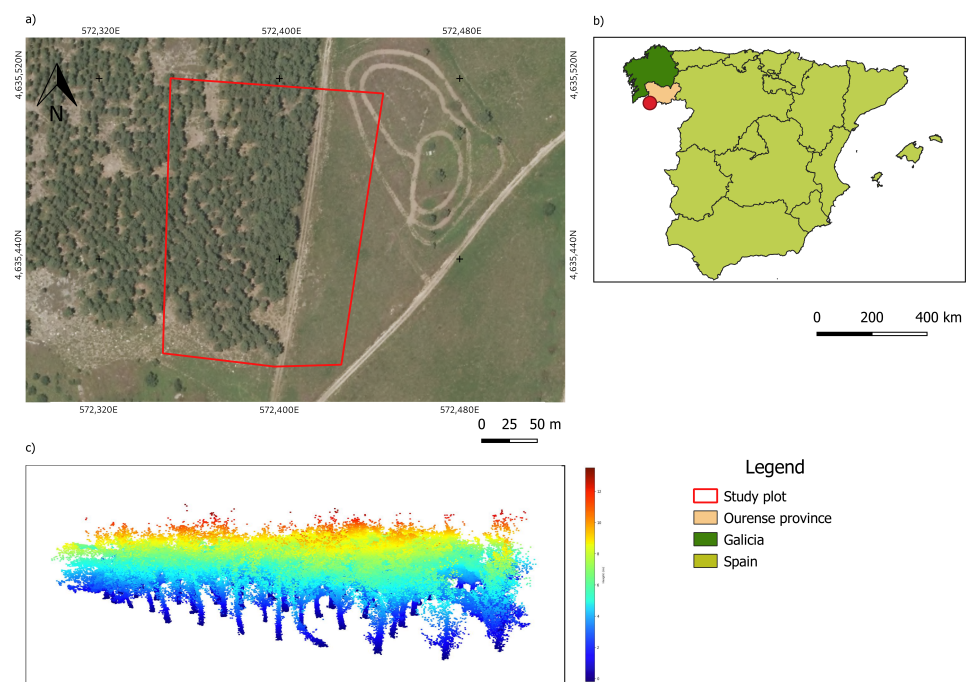 a)
b)
572,320E 572,400E 572,480E
4,635,520N
4,635,520N
N
4,635,440N
4,635,440N
572,320E 572,400E 572,480E
0 200 400 km
0 25 50 m
c)
Legend
Study plot
Ourense province
Galicia
Spain